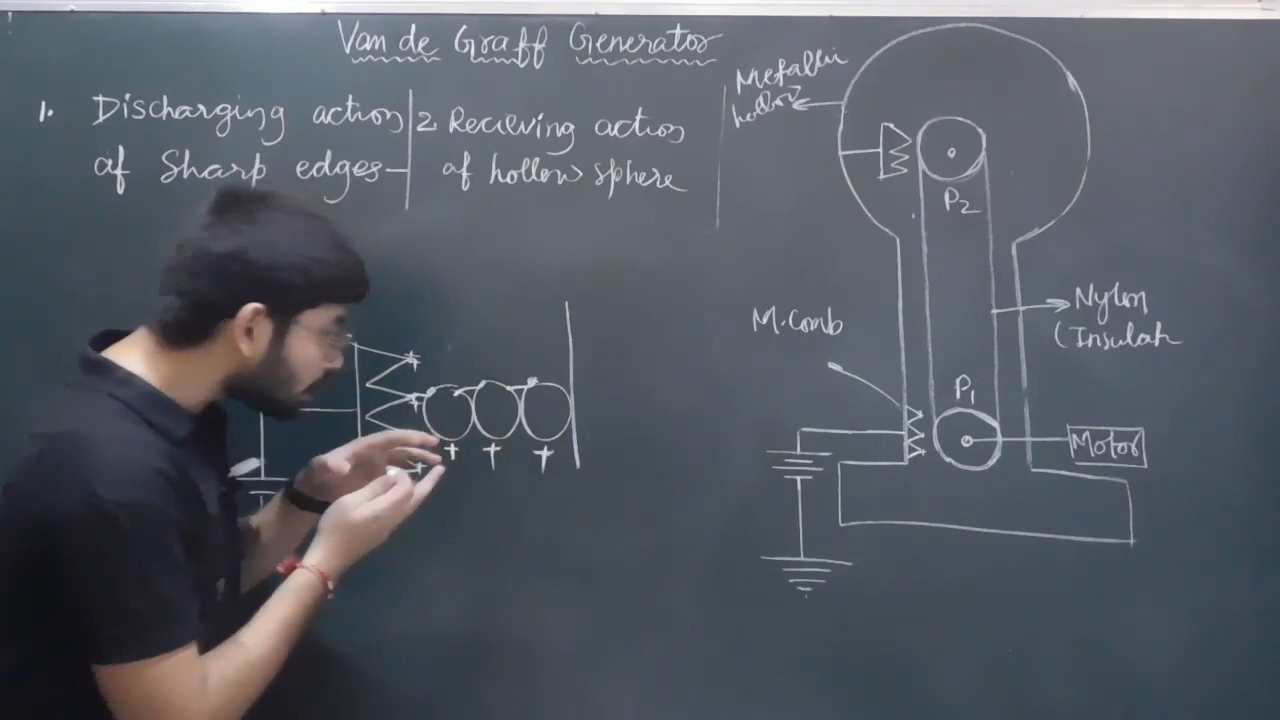 Van de Graff Generator
1. Discharging action
of Sharp edges-
2. Recieving action
of hollow sphere
Metallic
hollow
P2
Nylon
(Insulat
M.Comb
P1
Motor
+
+
+ + + +